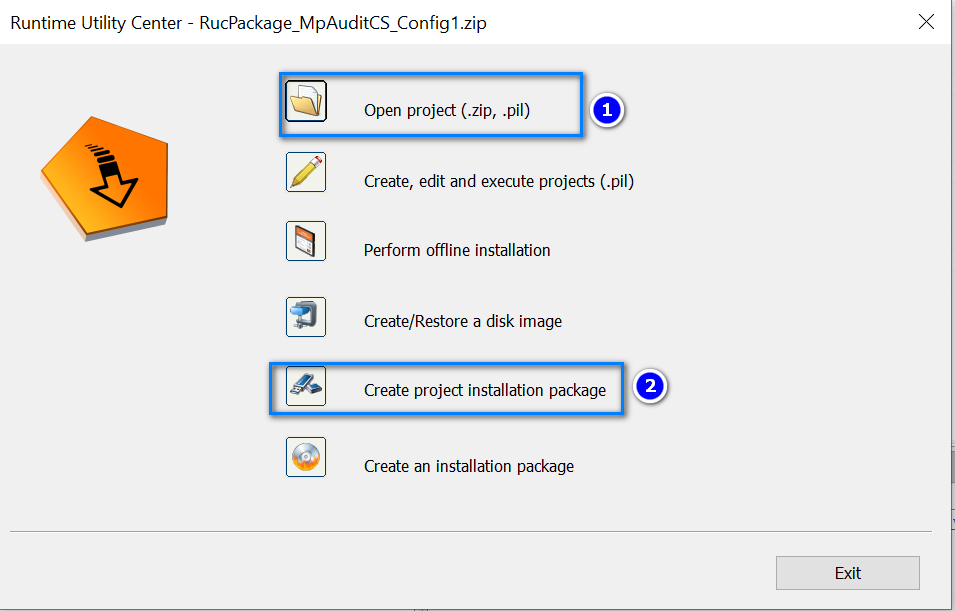 Runtime Utility Center - RucPackage_MpAuditCS_Config1.zip
Open project (.zip, .pil)
1
Create, edit and execute projects (.pil)
Perform offline installation
Create/Restore a disk image
Create project installation package
2
Create an installation package
Exit